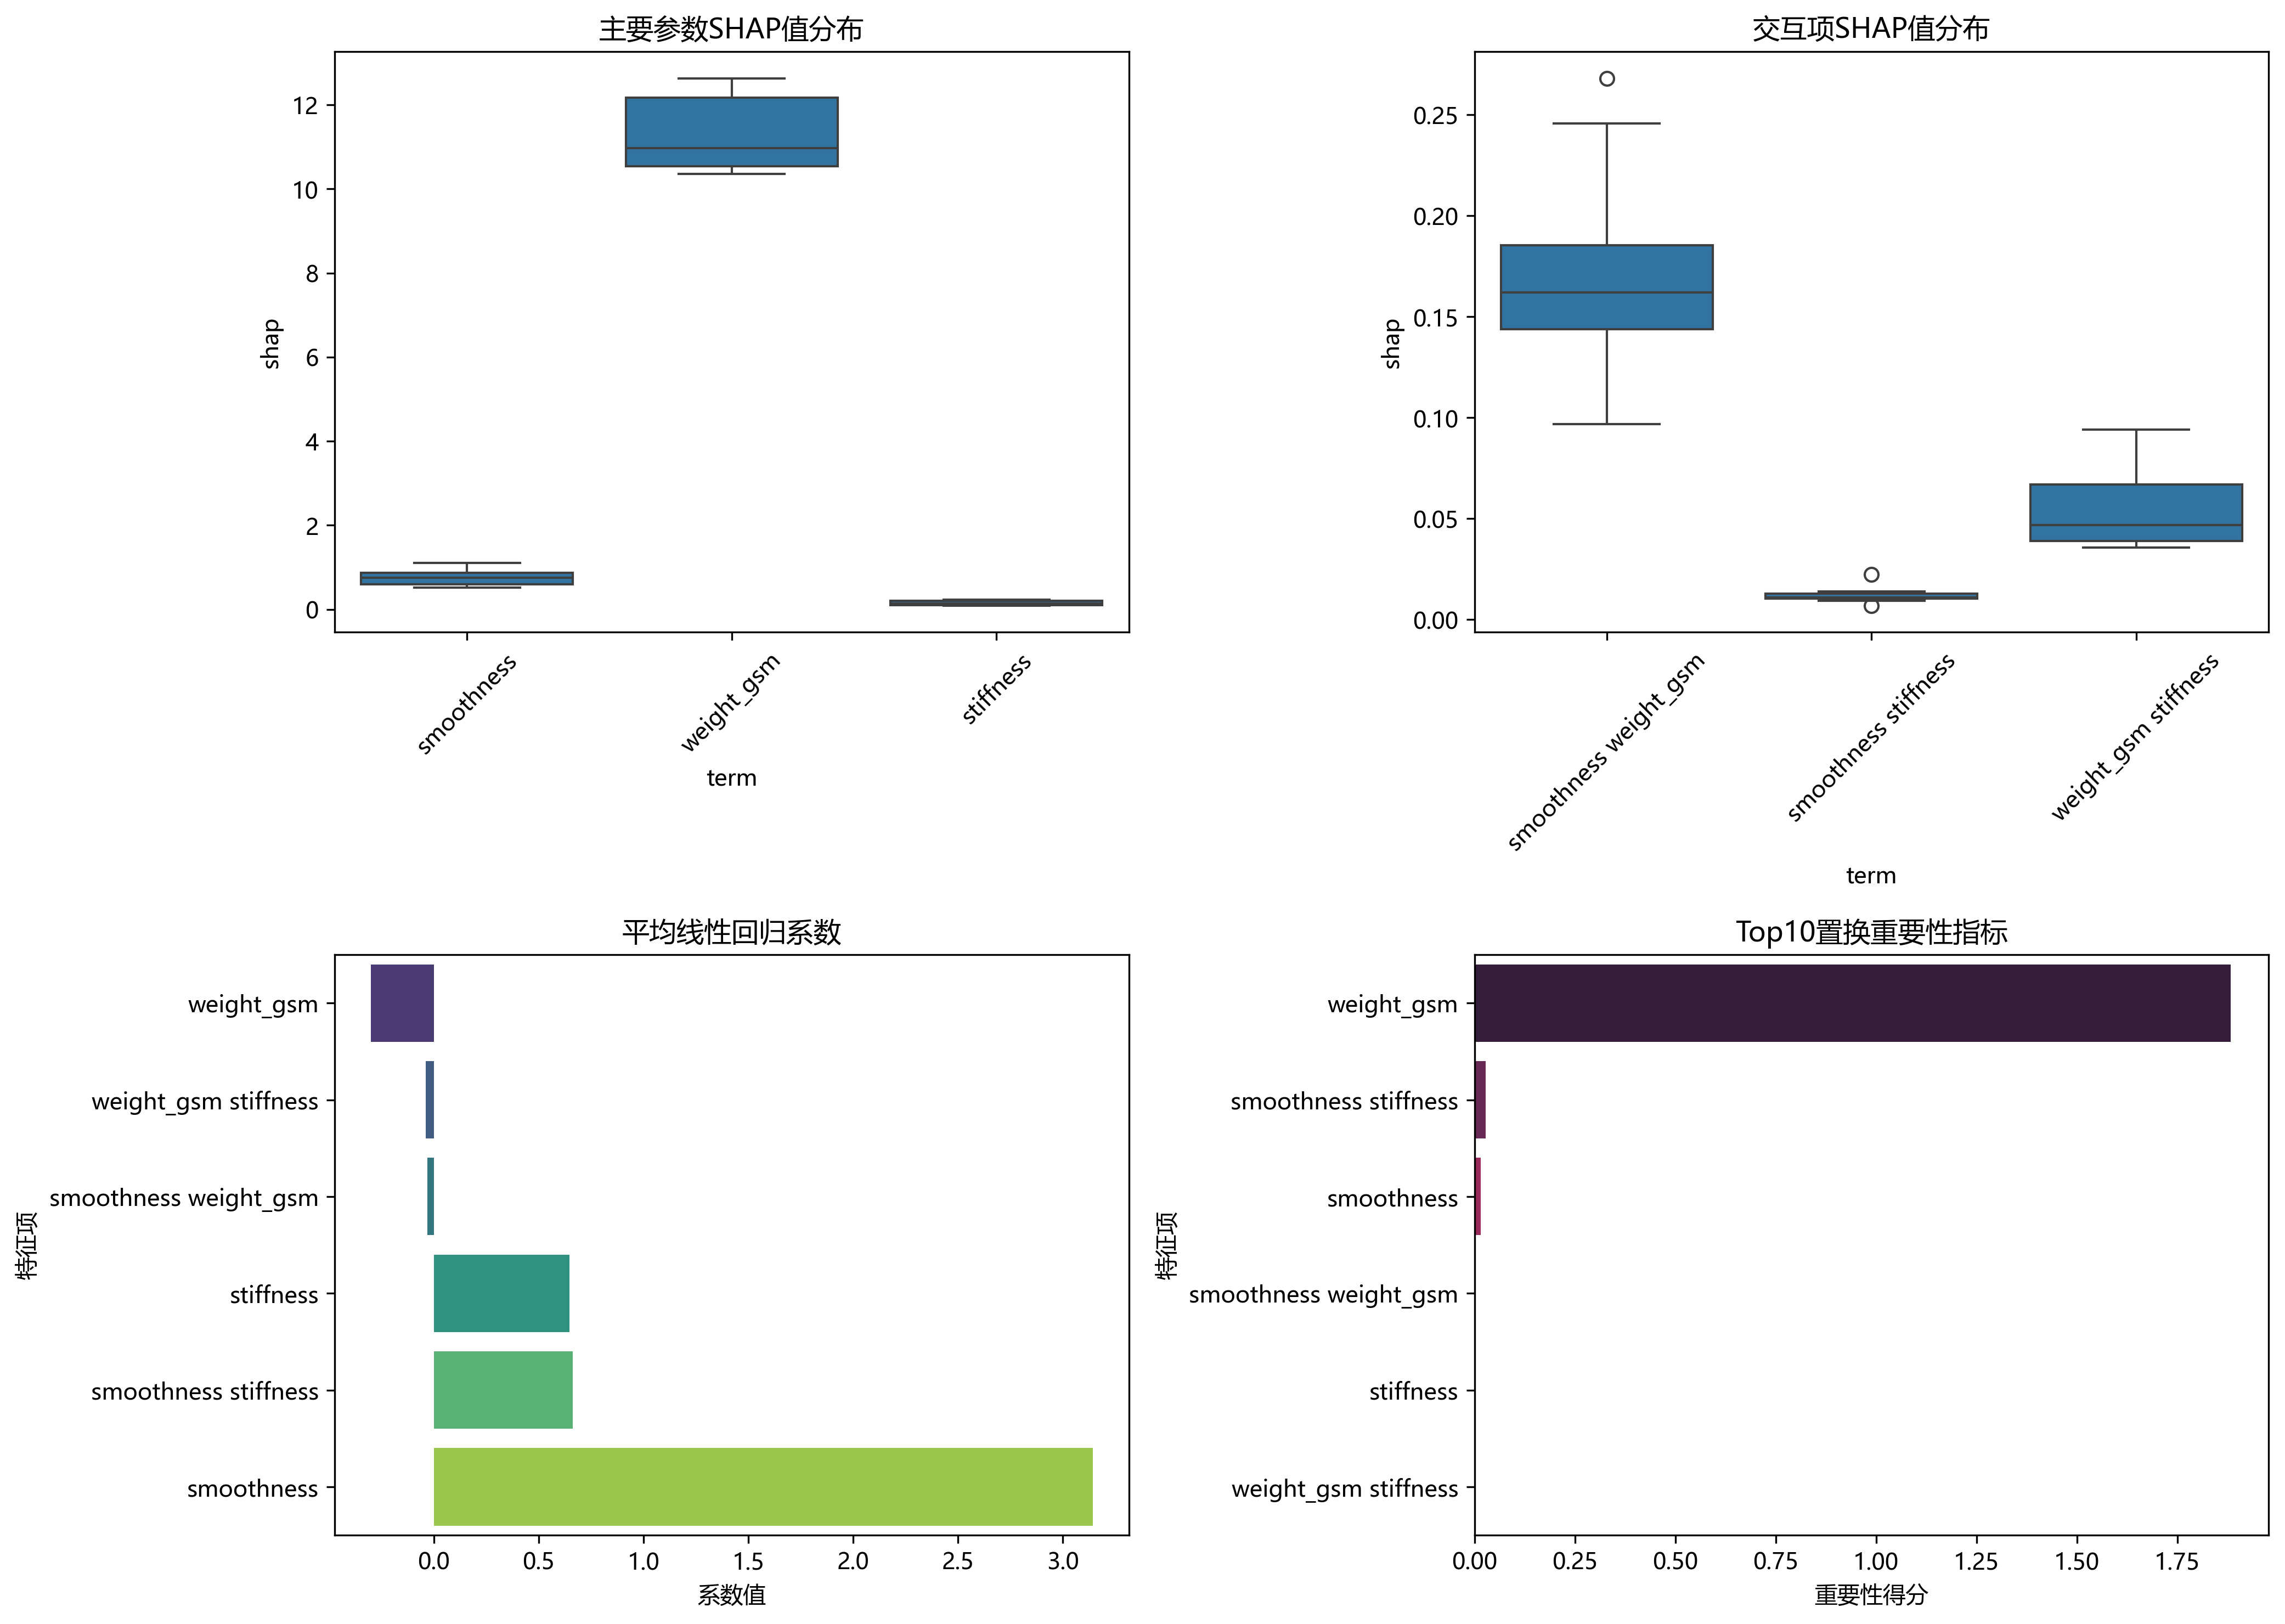 主要参数SHAP值分布
12
10
8
6
4
2
0
shap
smoothness
weight_gsm
stiffness
term
交互项SHAP值分布
0.25
0.20
0.15
0.10
0.05
0.00
shap
smoothness weight_gsm
smoothness stiffness
weight_gsm stiffness
term
平均线性回归系数
特征项
weight_gsm
weight_gsm stiffness
smoothness weight_gsm
stiffness
smoothness stiffness
smoothness
0.0 0.5 1.0 1.5 2.0 2.5 3.0
系数值
Top10置换重要性指标
特征项
weight_gsm
smoothness stiffness
smoothness
smoothness weight_gsm
stiffness
weight_gsm stiffness
0.00 0.25 0.50 0.75 1.00 1.25 1.50 1.75
重要性得分